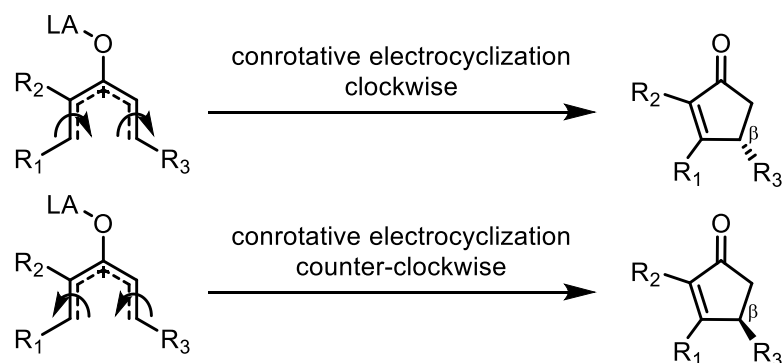 LA
O
R2
+
R1
R3
conrotative electrocyclization
clockwise
O
R2
β
R1
R3
LA
O
R2
+
R1
R3
conrotative electrocyclization
counter-clockwise
O
R2
β
R1
R3